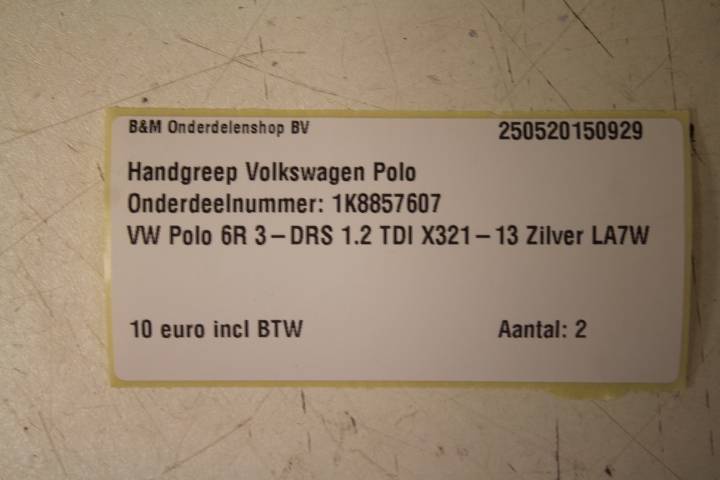 B&M Onderdelenshop BV 250520150929
Handgreep Volkswagen Polo
Onderdeelnummer: 1K8857607
VW Polo 6R 3-DRS 1.2 TDI X321-13 Zilver LA7W
10 euro incl BTW Aantal: 2